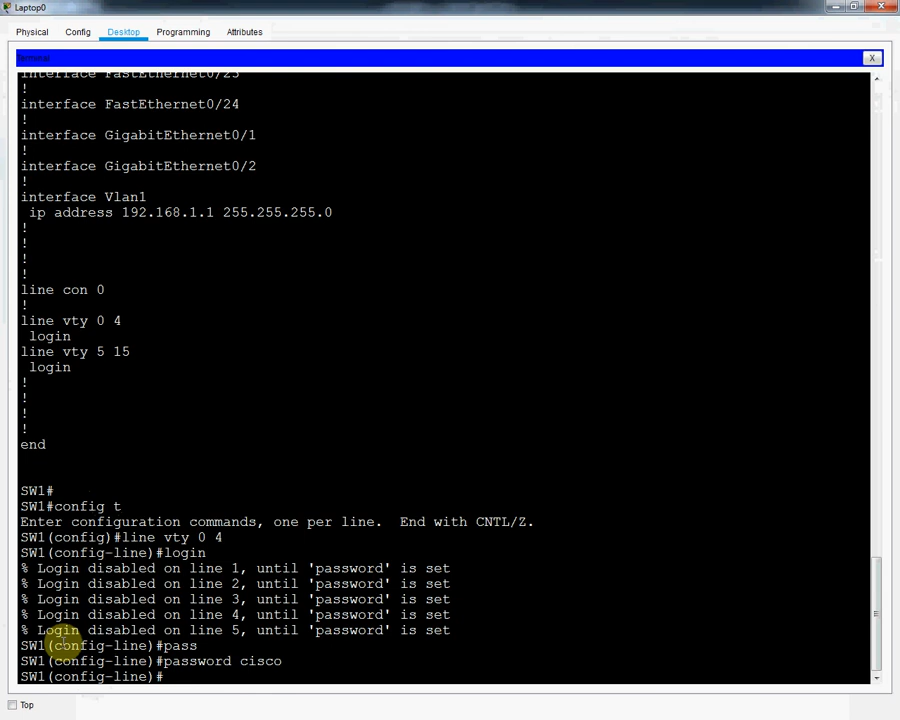 Laptop0
Physical Config Desktop Programming Attributes
Terminal X
interface FastEthernet0/23
!
interface FastEthernet0/24
!
interface GigabitEthernet0/1
!
interface GigabitEthernet0/2
!
interface Vlan1
 ip address 192.168.1.1 255.255.255.0
!
!
!
!
line con 0
!
line vty 0 4
 login
line vty 5 15
 login
!
!
!
!
end
SW1#
SW1#config t
Enter configuration commands, one per line.  End with CNTL/Z.
SW1(config)#line vty 0 4
SW1(config-line)#login
% Login disabled on line 1, until 'password' is set
% Login disabled on line 2, until 'password' is set
% Login disabled on line 3, until 'password' is set
% Login disabled on line 4, until 'password' is set
% Login disabled on line 5, until 'password' is set
SW1(config-line)#pass
SW1(config-line)#password cisco
SW1(config-line)#
Top